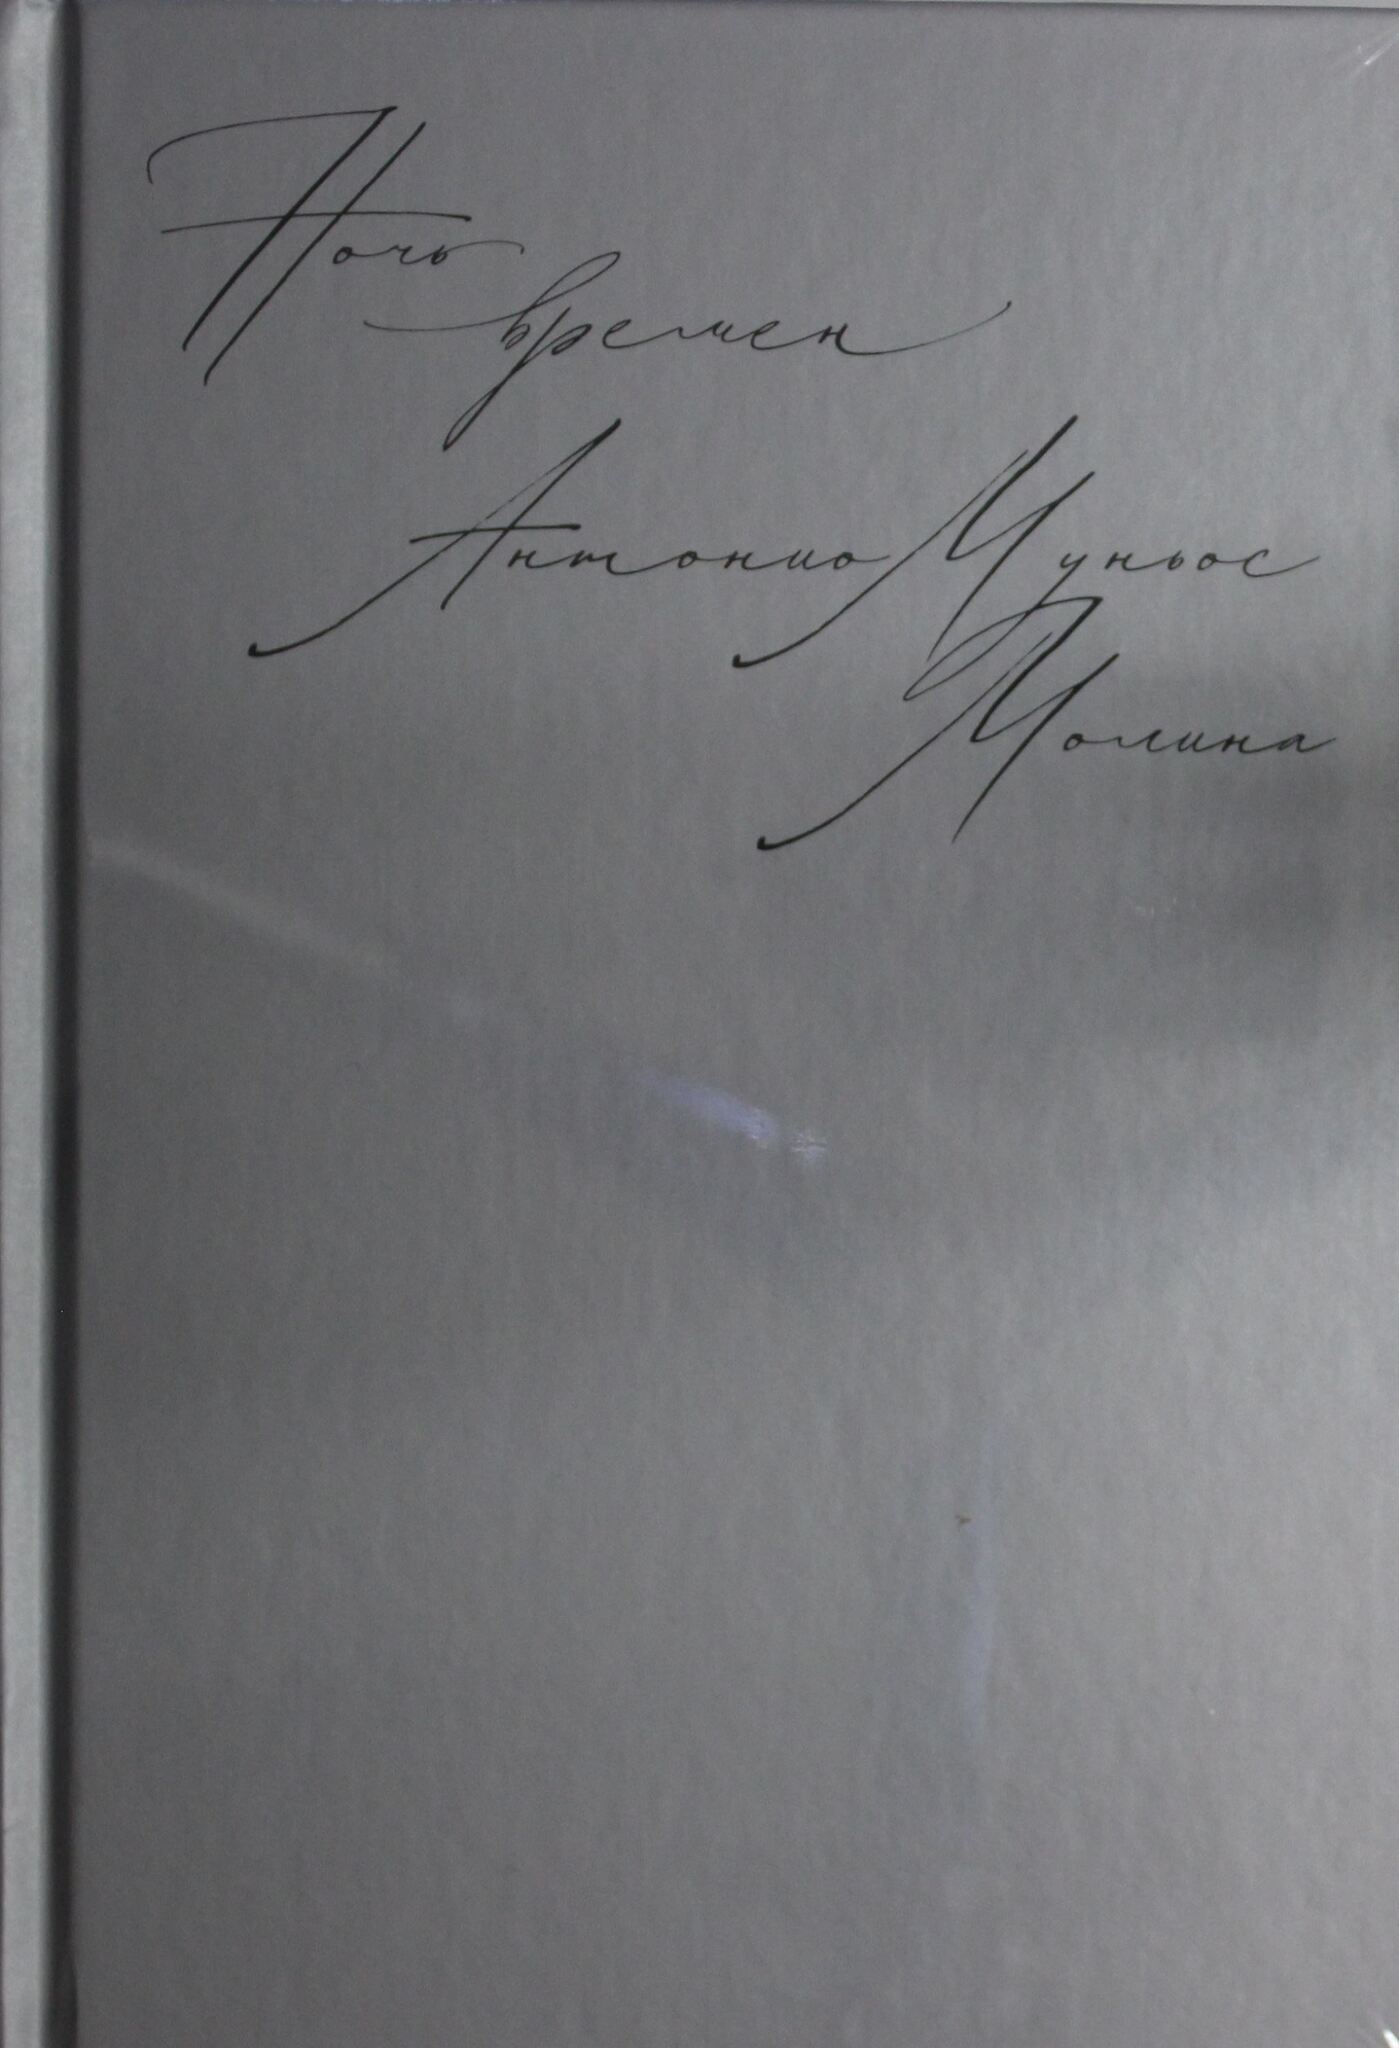 Ночь
времен
Антонио Муньос
Молина